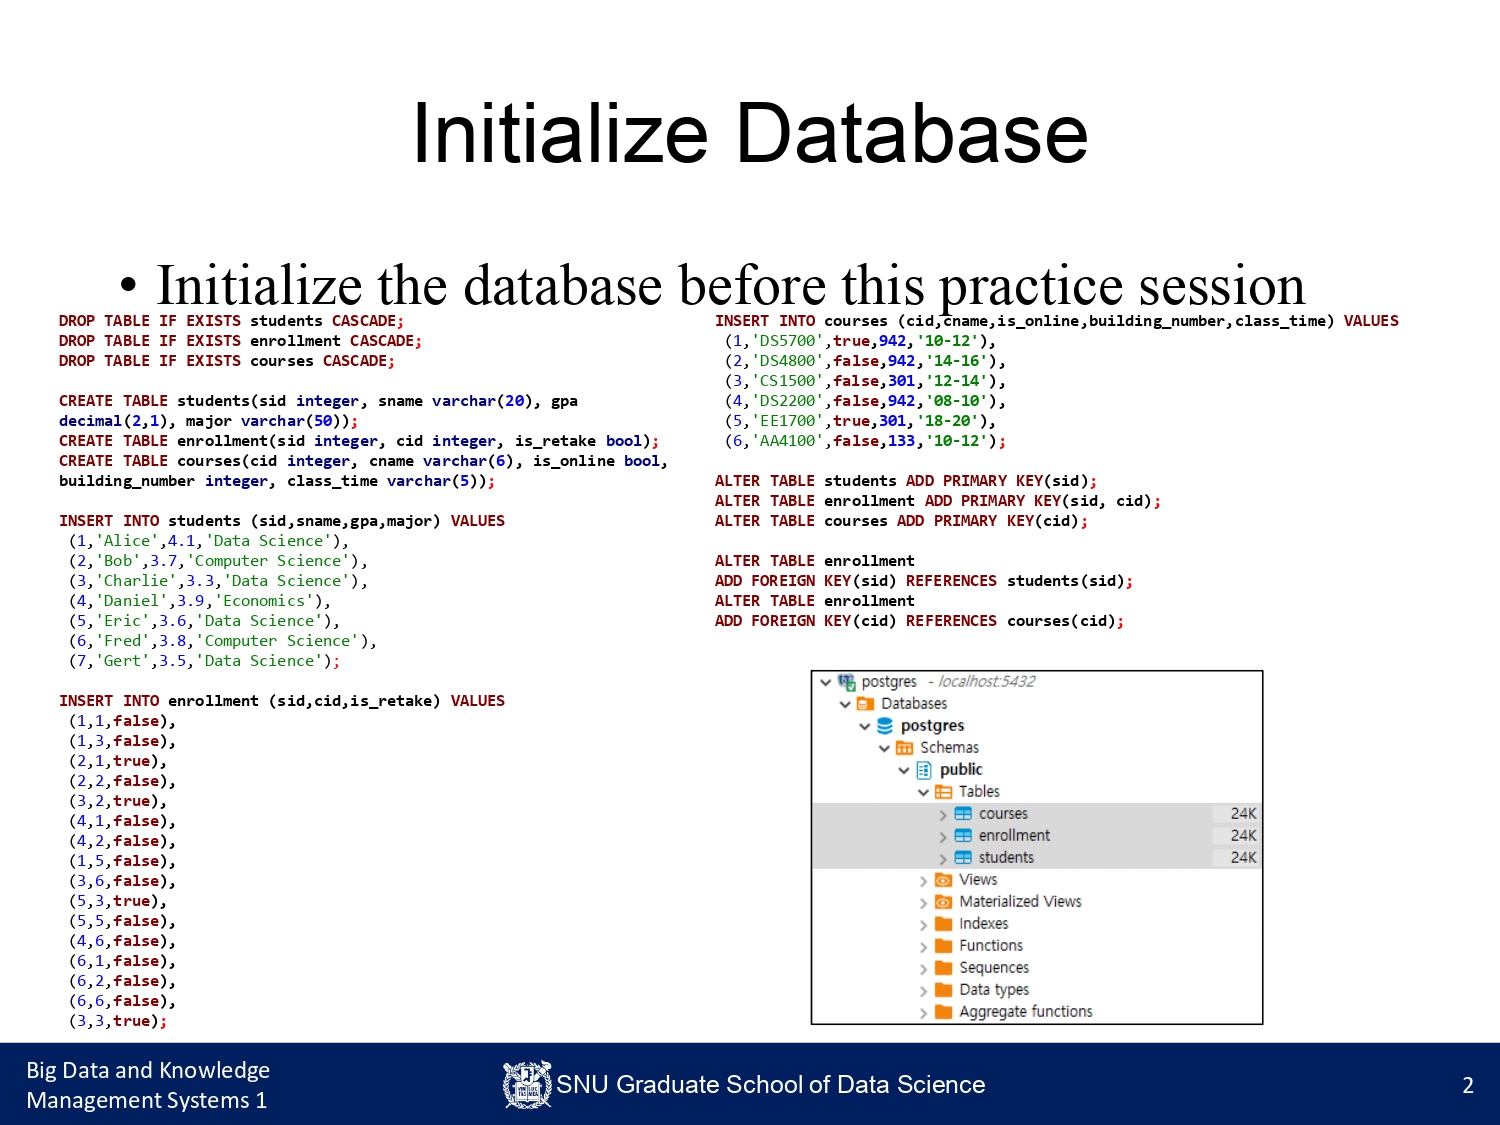 Initialize Database
• Initialize the database before this practice session
DROP TABLE IF EXISTS students CASCADE;
DROP TABLE IF EXISTS enrollment CASCADE;
DROP TABLE IF EXISTS courses CASCADE;
CREATE TABLE students(sid integer, sname varchar(20), gpa
decimal(2,1), major varchar(50));
CREATE TABLE enrollment(sid integer, cid integer, is_retake bool);
CREATE TABLE courses(cid integer, cname varchar(6), is_online bool,
building_number integer, class_time varchar(5));
INSERT INTO students (sid,sname,gpa,major) VALUES
(1,'Alice',4.1,'Data Science'),
(2,'Bob',3.7,'Computer Science'),
(3,'Charlie',3.3,'Data Science'),
(4,'Daniel',3.9,'Economics'),
(5,'Eric',3.6,'Data Science'),
(6,'Fred',3.8,'Computer Science'),
(7,'Gert',3.5,'Data Science');
INSERT INTO enrollment (sid,cid,is_retake) VALUES
(1,1,false),
(1,3,false),
(2,1,true),
(2,2,false),
(3,2,true),
(4,1,false),
(4,2,false),
(1,5,false),
(3,6,false),
(5,3,true),
(5,5,false),
(4,6,false),
(6,1,false),
(6,2,false),
(6,6,false),
(3,3,true);
INSERT INTO courses (cid,cname,is_online,building_number,class_time) VALUES
(1,'DS5700',true,942,'10-12'),
(2,'DS4800',false,942,'14-16'),
(3,'CS1500',false,301,'12-14'),
(4,'DS2200',false,942,'08-10'),
(5,'EE1700',true,301,'18-20'),
(6,'AA4100',false,133,'10-12');
ALTER TABLE students ADD PRIMARY KEY(sid);
ALTER TABLE enrollment ADD PRIMARY KEY(sid, cid);
ALTER TABLE courses ADD PRIMARY KEY(cid);
ALTER TABLE enrollment
ADD FOREIGN KEY(sid) REFERENCES students(sid);
ALTER TABLE enrollment
ADD FOREIGN KEY(cid) REFERENCES courses(cid);
postgres - localhost:5432
Databases
postgres
Schemas
public
Tables
courses 24K
enrollment 24K
students 24K
Views
Materialized Views
Indexes
Functions
Sequences
Data types
Aggregate functions
Big Data and Knowledge
Management Systems 1
SNU Graduate School of Data Science
2